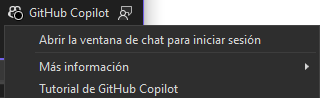 GitHub Copilot
Abrir la ventana de chat para iniciar sesión
Más información
Tutorial de GitHub Copilot